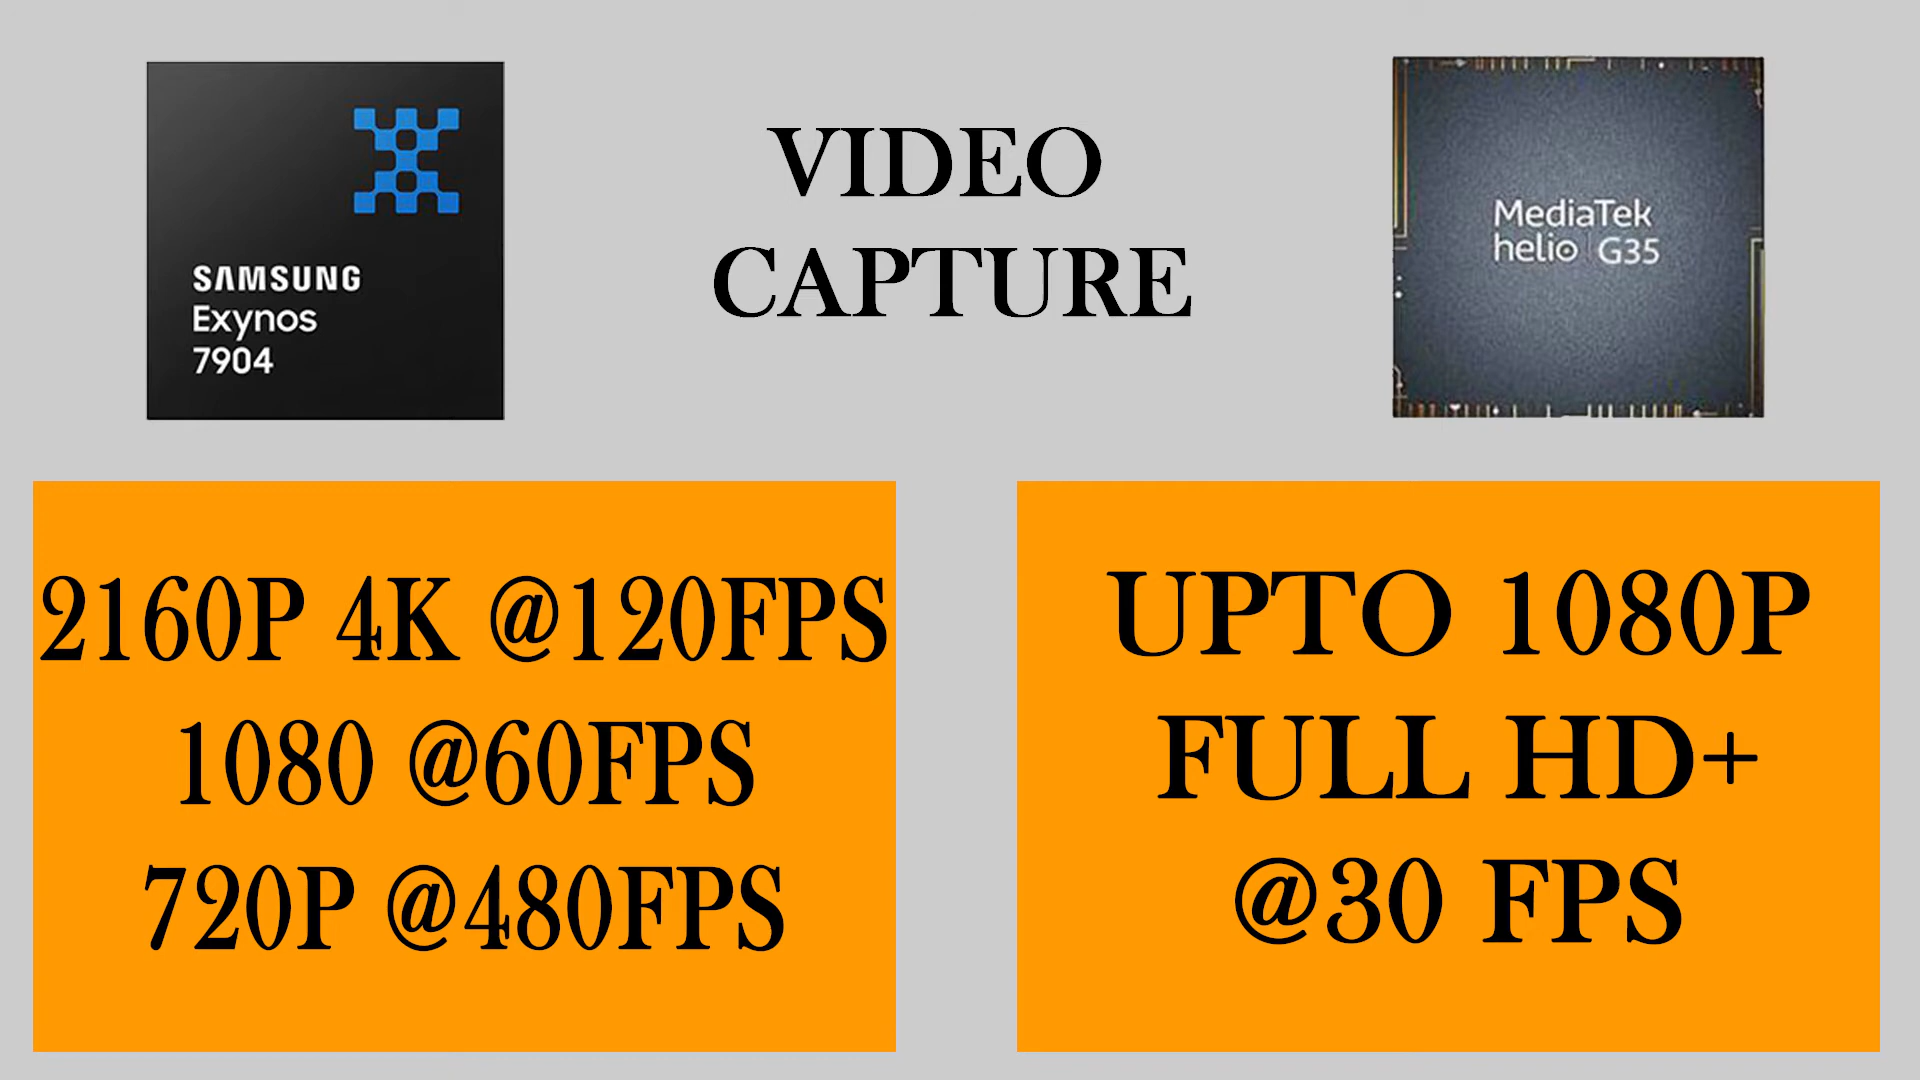 SAMSUNG
Exynos
7904
VIDEO
CAPTURE
MediaTek
helio G35
2160P 4K @120FPS
1080 @60FPS
720P @480FPS
UPTO 1080P
FULL HD+
@30 FPS